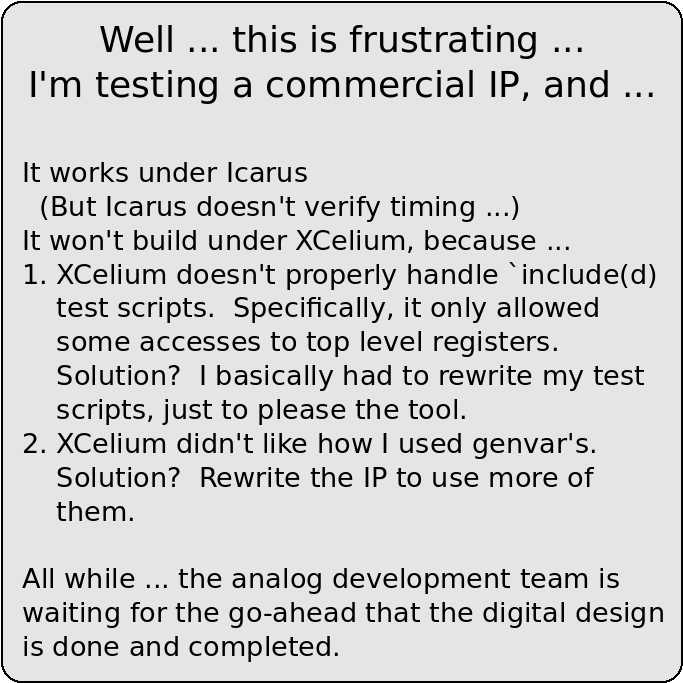 Well ... this is frustrating ...
I'm testing a commercial IP, and ...
It works under Icarus
(But Icarus doesn't verify timing ...)
It won't build under XCelium, because ...
1. XCelium doesn't properly handle `include(d)
test scripts.  Specifically, it only allowed
some accesses to top level registers.
Solution?  I basically had to rewrite my test
scripts, just to please the tool.
2. XCelium didn't like how I used genvar's.
Solution?  Rewrite the IP to use more of
them.
All while ... the analog development team is
waiting for the go-ahead that the digital design
is done and completed.